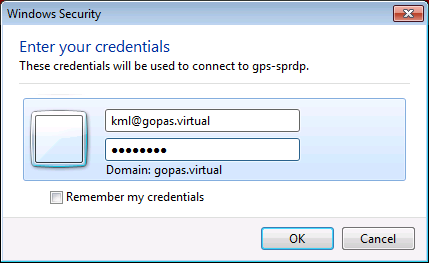 Windows Security
Enter your credentials
These credentials will be used to connect to gps-sprdp.
kml@gopas.virtual
●●●●●●●●
Domain: gopas.virtual
Remember my credentials
OK
Cancel